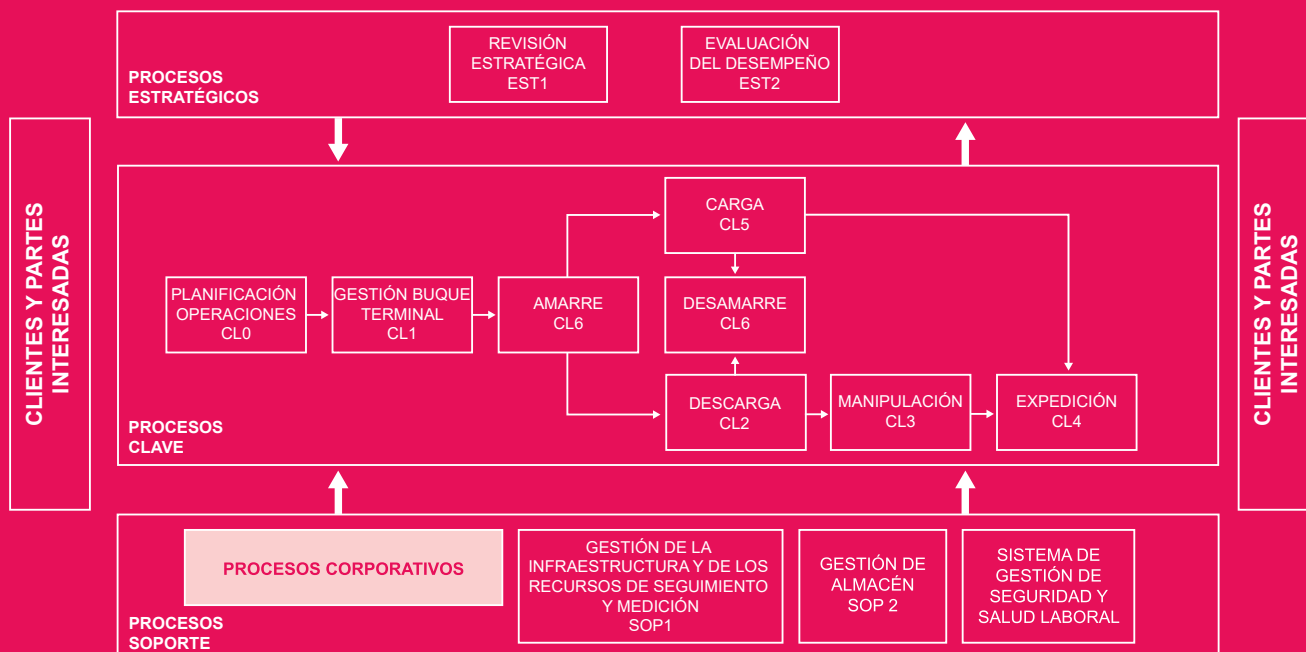 REVISIÓN
ESTRATÉGICA
EST1
EVALUACIÓN
DEL DESEMPEÑO
EST2
PROCESOS
ESTRATÉGICOS
CLIENTES Y PARTES
INTERESADAS
CARGA
CL5
PLANIFICACIÓN
OPERACIONES
CL0
GESTIÓN BUQUE
TERMINAL
CL1
AMARRE
CL6
DESAMARRE
CL6
DESCARGA
CL2
MANIPULACIÓN
CL3
EXPEDICIÓN
CL4
PROCESOS
CLAVE
CLIENTES Y PARTES
INTERESADAS
PROCESOS CORPORATIVOS
GESTIÓN DE LA
INFRAESTRUCTURA Y DE LOS
RECURSOS DE SEGUIMIENTO
Y MEDICIÓN
SOP1
GESTIÓN DE
ALMACÉN
SOP 2
SISTEMA DE
GESTIÓN DE
SEGURIDAD Y
SALUD LABORAL
PROCESOS
SOPORTE